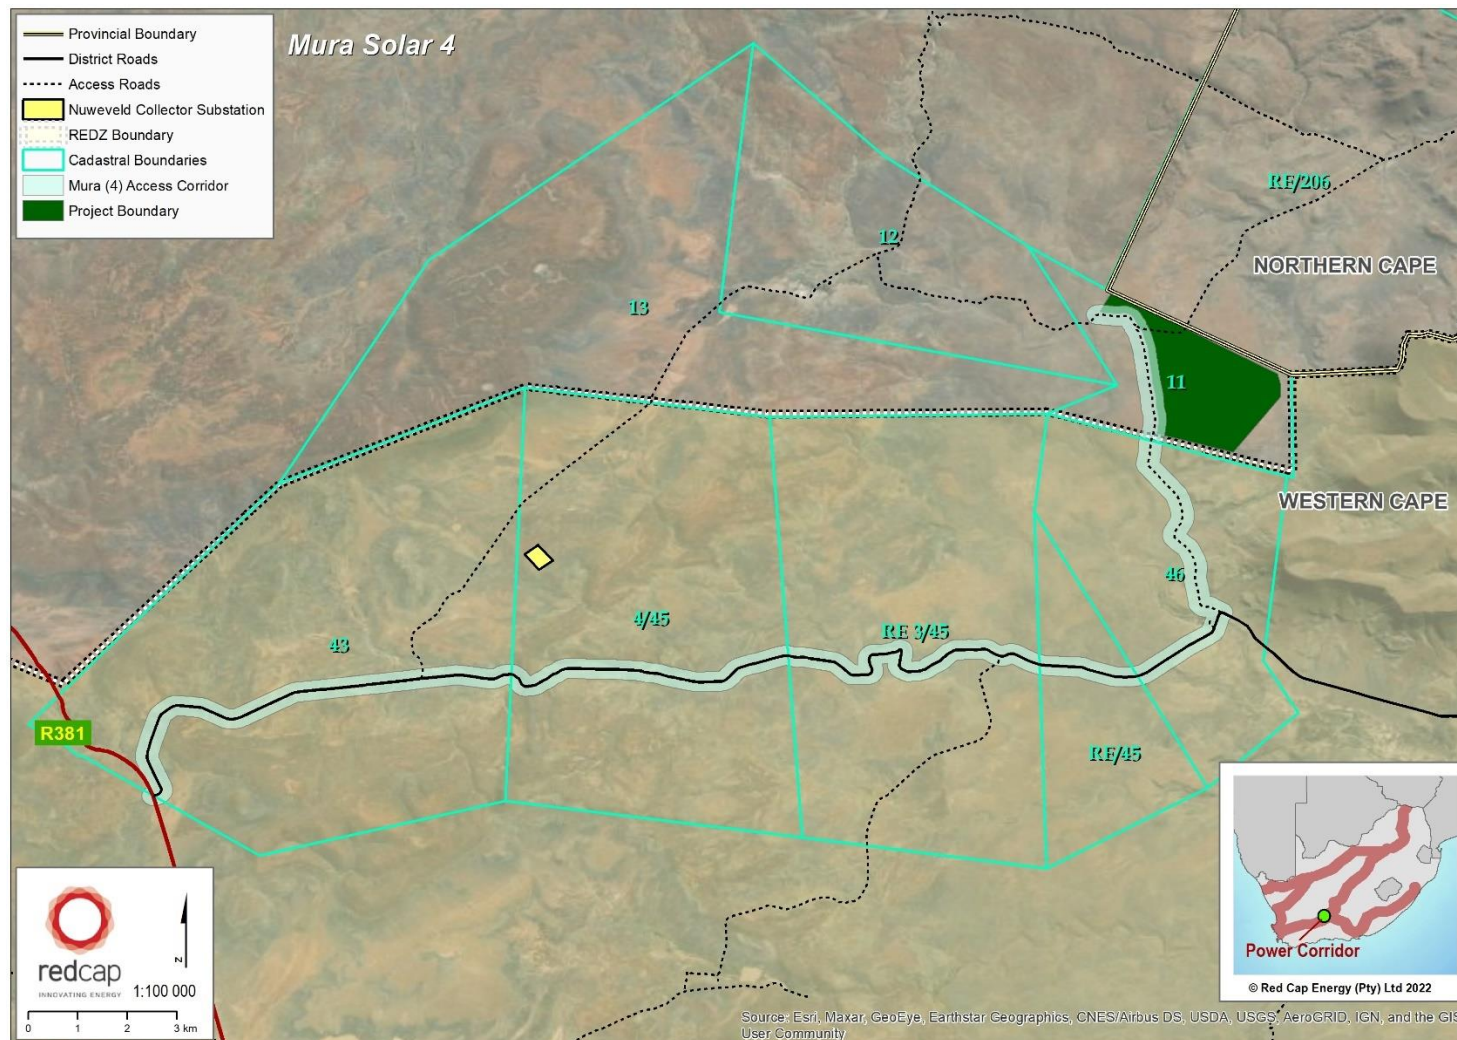 Provincial Boundary
District Roads
Access Roads
Nuweveld Collector Substation
REDZ Boundary
Cadastral Boundaries
Mura (4) Access Corridor
Project Boundary
Mura Solar 4
RE/206
12
NORTHERN CAPE
13
11
WESTERN CAPE
46
43
4/45
RE 3/45
R381
RE/45
redcap
INNOVATING ENERGY
N
1:100 000
0 1 2 3 km
Power Corridor
© Red Cap Energy (Pty) Ltd 2022
Source: Esri, Maxar, GeoEye, Earthstar Geographics, CNES/Airbus DS, USDA, USGS, AeroGRID, IGN, and the GIS
User Community